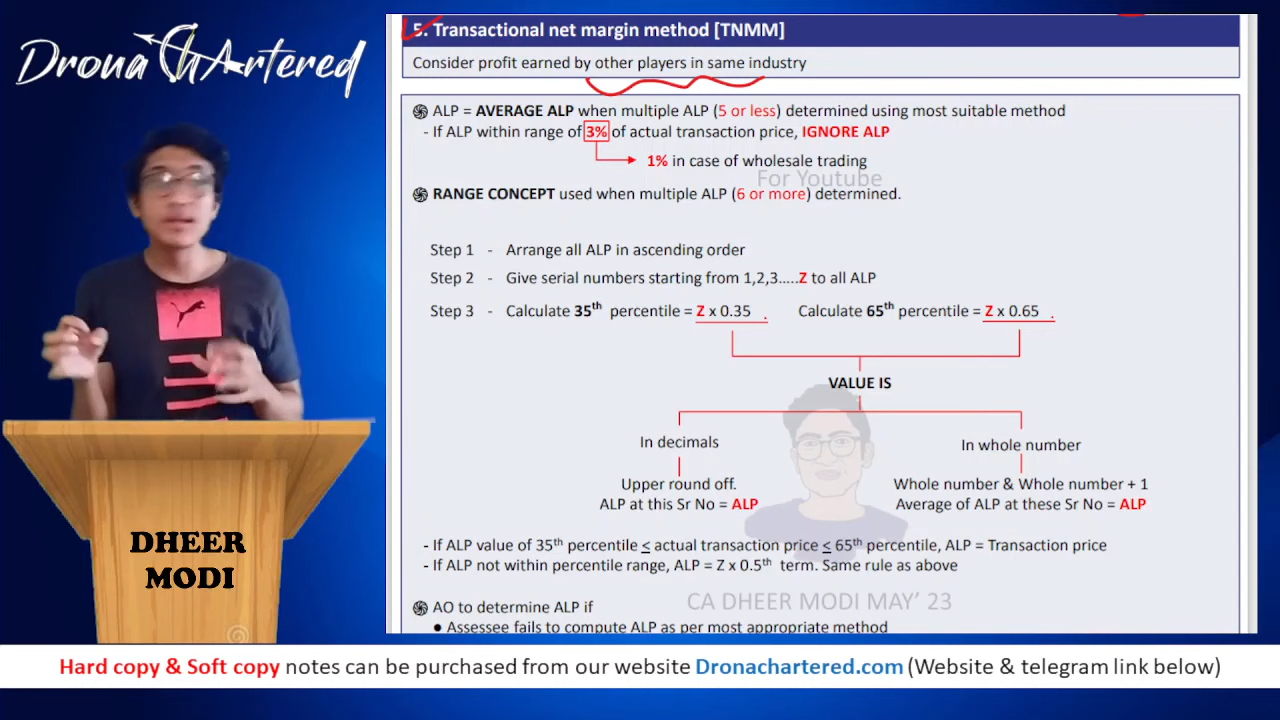 Drona CHArtered
5. Transactional net margin method [TNMM]
Consider profit earned by other players in same industry
ALP = AVERAGE ALP when multiple ALP (5 or less) determined using most suitable method
- If ALP within range of 3% of actual transaction price, IGNORE ALP
1% in case of wholesale trading
For Youtube
RANGE CONCEPT used when multiple ALP (6 or more) determined.
Step 1 - Arrange all ALP in ascending order
Step 2 - Give serial numbers starting from 1,2,3.....Z to all ALP
Step 3 - Calculate 35th percentile = Z x 0.35 . Calculate 65th percentile = Z x 0.65 .
VALUE IS
In decimals In whole number
Upper round off. Whole number & Whole number + 1
ALP at this Sr No = ALP Average of ALP at these Sr No = ALP
- If ALP value of 35th percentile ≤ actual transaction price ≤ 65th percentile, ALP = Transaction price
- If ALP not within percentile range, ALP = Z x 0.5th term. Same rule as above
CA DHEER MODI MAY' 23
AO to determine ALP if
● Assessee fails to compute ALP as per most appropriate method
DHEER
MODI
Hard copy & Soft copy notes can be purchased from our website Dronachartered.com (Website & telegram link below)